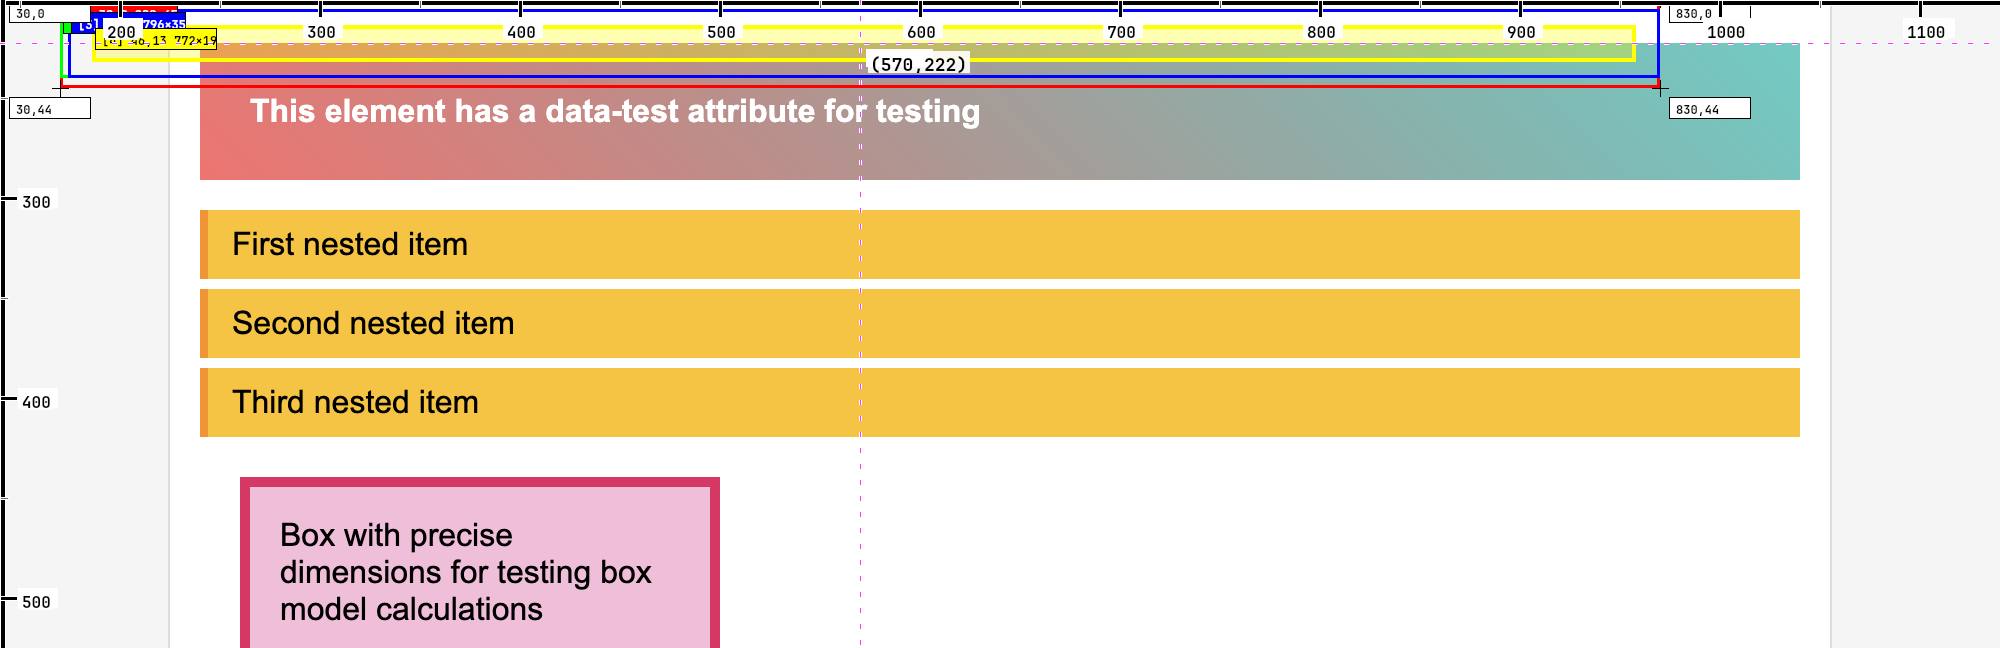 30,0
796×35
830,0
200 300 400 500 600 700 800 900 1000 1100
46,13 772×19
(570,222)
30,44
This element has a data-test attribute for testing
830,44
300
First nested item
Second nested item
400
Third nested item
Box with precise
dimensions for testing box
500
model calculations